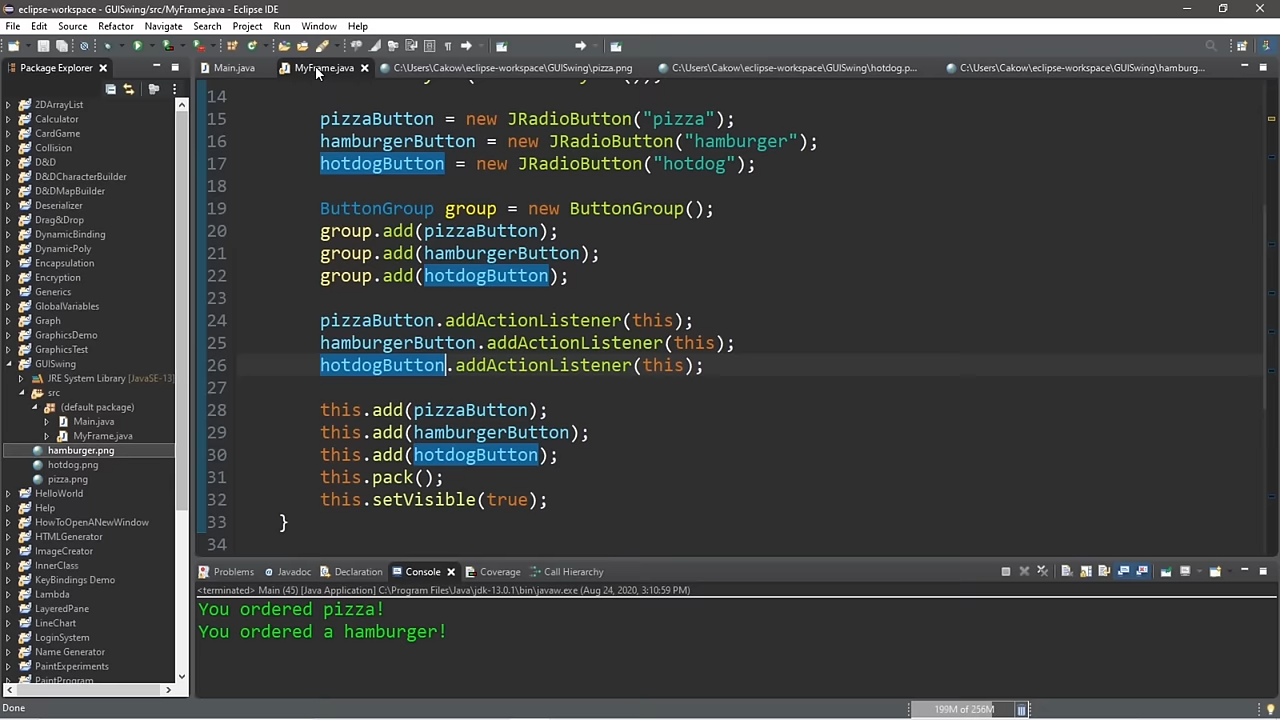 eclipse-workspace - GUISwing/src/MyFrame.java - Eclipse IDE
File Edit Source Refactor Navigate Search Project Run Window Help
Package Explorer
Main.java MyFrame.java C:\Users\Cakow\eclipse-workspace\GUISwing\pizza.png C:\Users\Cakow\eclipse-workspace\GUISwing\hotdog.p... C:\Users\Cakow\eclipse-workspace\GUISwing\hamburg...
2DArrayList
Calculator
CardGame
Collision
D&D
D&DCharacterBuilder
D&DMapBuilder
Deserializer
Drag&Drop
DynamicBinding
DynamicPoly
Encapsulation
Encryption
Generics
GlobalVariables
Graph
GraphicsDemo
GraphicsTest
GUISwing
JRE System Library [JavaSE-13]
src
(default package)
Main.java
MyFrame.java
hamburger.png
hotdog.png
pizza.png
HelloWorld
Help
HowToOpenANewWindow
HTMLGenerator
ImageCreator
InnerClass
KeyBindings Demo
Lambda
LayeredPane
LineChart
LoginSystem
Name Generator
PaintExperiments
PaintProgram
14
15 pizzaButton = new JRadioButton("pizza");
16 hamburgerButton = new JRadioButton("hamburger");
17 hotdogButton = new JRadioButton("hotdog");
18
19 ButtonGroup group = new ButtonGroup();
20 group.add(pizzaButton);
21 group.add(hamburgerButton);
22 group.add(hotdogButton);
23
24 pizzaButton.addActionListener(this);
25 hamburgerButton.addActionListener(this);
26 hotdogButton.addActionListener(this);
27
28 this.add(pizzaButton);
29 this.add(hamburgerButton);
30 this.add(hotdogButton);
31 this.pack();
32 this.setVisible(true);
33 }
34
Problems Javadoc Declaration Console Coverage Call Hierarchy
<terminated> Main (45) [Java Application] C:\Program Files\Java\jdk-13.0.1\bin\javaw.exe (Aug 24, 2020, 3:10:59 PM)
You ordered pizza!
You ordered a hamburger!
Done
199M of 256M